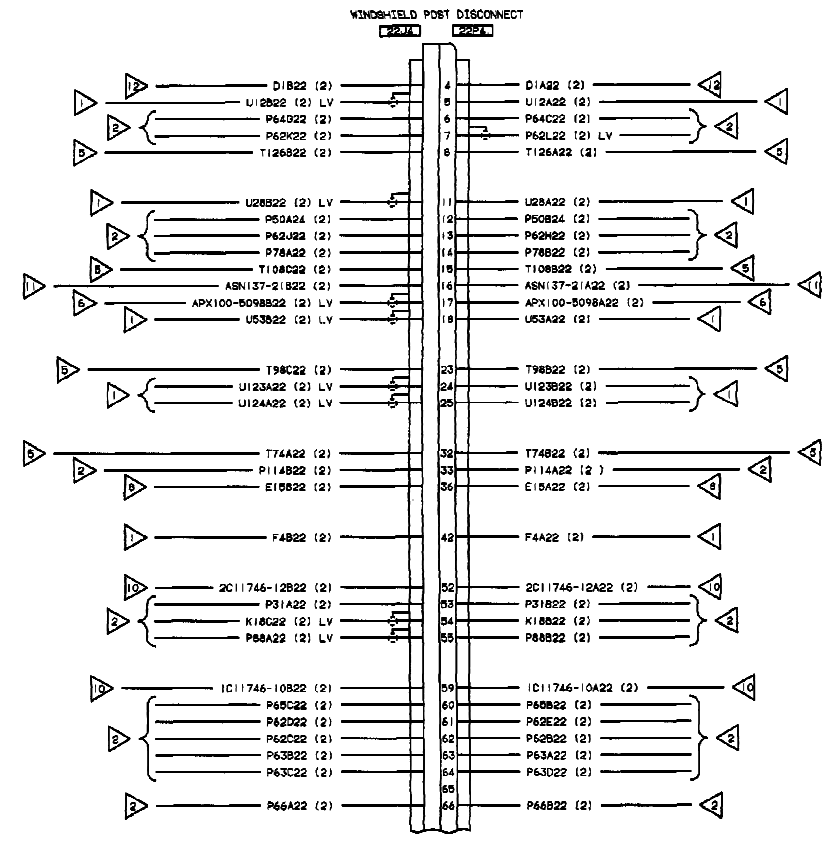 WINDSHIELD POST DISCONNECT
22J4 22P4
12 D1B22 (2) 4 D1A22 (2) 12
1 U12B22 (2) LV 5 U12A22 (2) 1
P64D22 (2) 6 P64C22 (2)
2 2
P62K22 (2) 7 P62L22 (2) LV
5 T126B22 (2) 8 T126A22 (2) 5
1 U28B22 (2) LV 11 U28A22 (2) 1
P50A24 (2) 12 P50B24 (2)
2 P62J22 (2) 13 P62H22 (2) 2
P78A22 (2) 14 P78B22 (2)
5 T108C22 (2) 15 T108B22 (2) 5
11 ASN137-21B22 (2) 16 ASN137-21A22 (2) 11
6 APX100-5098B22 (2) LV 17 APX100-5098A22 (2) 6
1 U53B22 (2) LV 18 U53A22 (2) 1
5 T98C22 (2) 23 T98B22 (2) 5
U123A22 (2) LV 24 U123B22 (2)
1 1
U124A22 (2) LV 25 U124B22 (2)
5 T74A22 (2) 32 T74B22 (2) 5
2 P114B22 (2) 33 P114A22 (2 ) 2
8 E15B22 (2) 36 E15A22 (2) 8
1 F4B22 (2) 42 F4A22 (2) 1
10 2C11746-12B22 (2) 52 2C11746-12A22 (2) 10
P31A22 (2) 53 P31B22 (2)
2 K18C22 (2) LV 54 K18B22 (2) 2
P88A22 (2) LV 55 P88B22 (2)
10 1C11746-10B22 (2) 59 1C11746-10A22 (2) 10
P65C22 (2) 60 P65B22 (2)
P62D22 (2) 61 P62E22 (2)
2 P62C22 (2) 62 P62B22 (2) 2
P63B22 (2) 63 P63A22 (2)
P63C22 (2) 64 P63D22 (2)
65
2 P66A22 (2) 66 P66B22 (2) 2